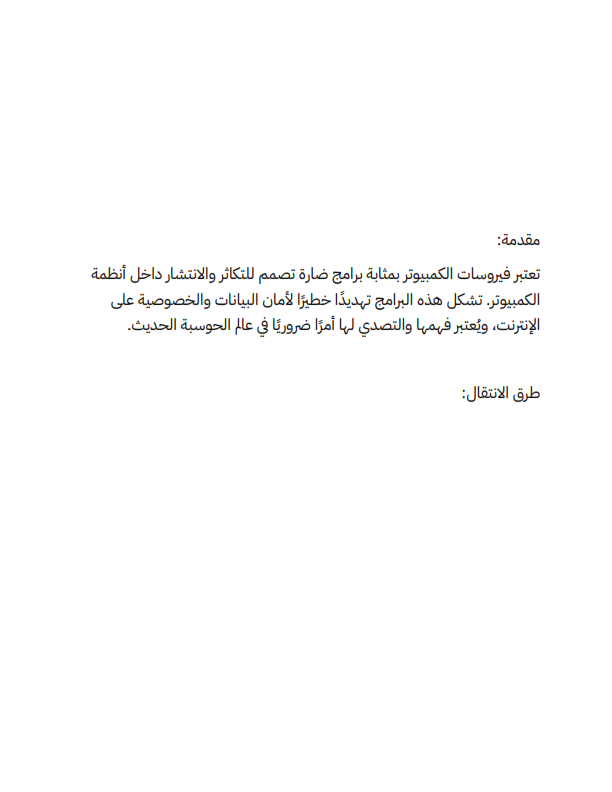 مقدمة:
تعتبر فيروسات الكمبيوتر بمثابة برامج ضارة تصمم للتكاثر والانتشار داخل أنظمة
الكمبيوتر. تشكل هذه البرامج تهديدًا خطيرًا لأمان البيانات والخصوصية على
الإنترنت، ويُعتبر فهمها والتصدي لها أمرًا ضروريًا في عالم الحوسبة الحديث.
طرق الانتقال: